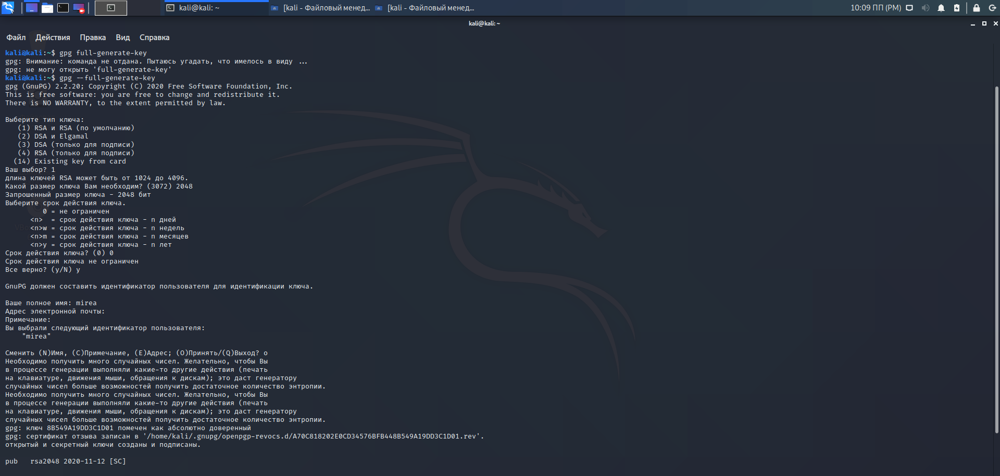 kali@kali: ~
[kali - Файловый менед...
[kali - Файловый менед...
10:09 ПП (PM)
kali@kali: ~
Файл Действия Правка Вид Справка
kali@kali:~$ gpg full-generate-key
gpg: Внимание: команда не отдана. Пытаюсь угадать, что имелось в виду ...
gpg: не могу открыть 'full-generate-key'
kali@kali:~$ gpg --full-generate-key
gpg (GnuPG) 2.2.20; Copyright (C) 2020 Free Software Foundation, Inc.
This is free software: you are free to change and redistribute it.
There is NO WARRANTY, to the extent permitted by law.
Выберите тип ключа:
(1) RSA и RSA (по умолчанию)
(2) DSA и Elgamal
(3) DSA (только для подписи)
(4) RSA (только для подписи)
(14) Existing key from card
Ваш выбор? 1
длина ключей RSA может быть от 1024 до 4096.
Какой размер ключа Вам необходим? (3072) 2048
Запрошенный размер ключа - 2048 бит
Выберите срок действия ключа.
0 = не ограничен
<n> = срок действия ключа - n дней
<n>w = срок действия ключа - n недель
<n>m = срок действия ключа - n месяцев
<n>y = срок действия ключа - n лет
Срок действия ключа? (0) 0
Срок действия ключа не ограничен
Все верно? (y/N) y
GnuPG должен составить идентификатор пользователя для идентификации ключа.
Ваше полное имя: mirea
Адрес электронной почты:
Примечание:
Вы выбрали следующий идентификатор пользователя:
"mirea"
Сменить (N)Имя, (C)Примечание, (E)Адрес; (O)Принять/(Q)Выход? o
Необходимо получить много случайных чисел. Желательно, чтобы Вы
в процессе генерации выполняли какие-то другие действия (печать
на клавиатуре, движения мыши, обращения к дискам); это даст генератору
случайных чисел больше возможностей получить достаточное количество энтропии.
Необходимо получить много случайных чисел. Желательно, чтобы Вы
в процессе генерации выполняли какие-то другие действия (печать
на клавиатуре, движения мыши, обращения к дискам); это даст генератору
случайных чисел больше возможностей получить достаточное количество энтропии.
gpg: ключ 8B549A19DD3C1D01 помечен как абсолютно доверенный
gpg: сертификат отзыва записан в '/home/kali/.gnupg/openpgp-revocs.d/A70C818202E0CD34576BFB448B549A19DD3C1D01.rev'.
открытый и секретный ключи созданы и подписаны.
pub rsa2048 2020-11-12 [SC]